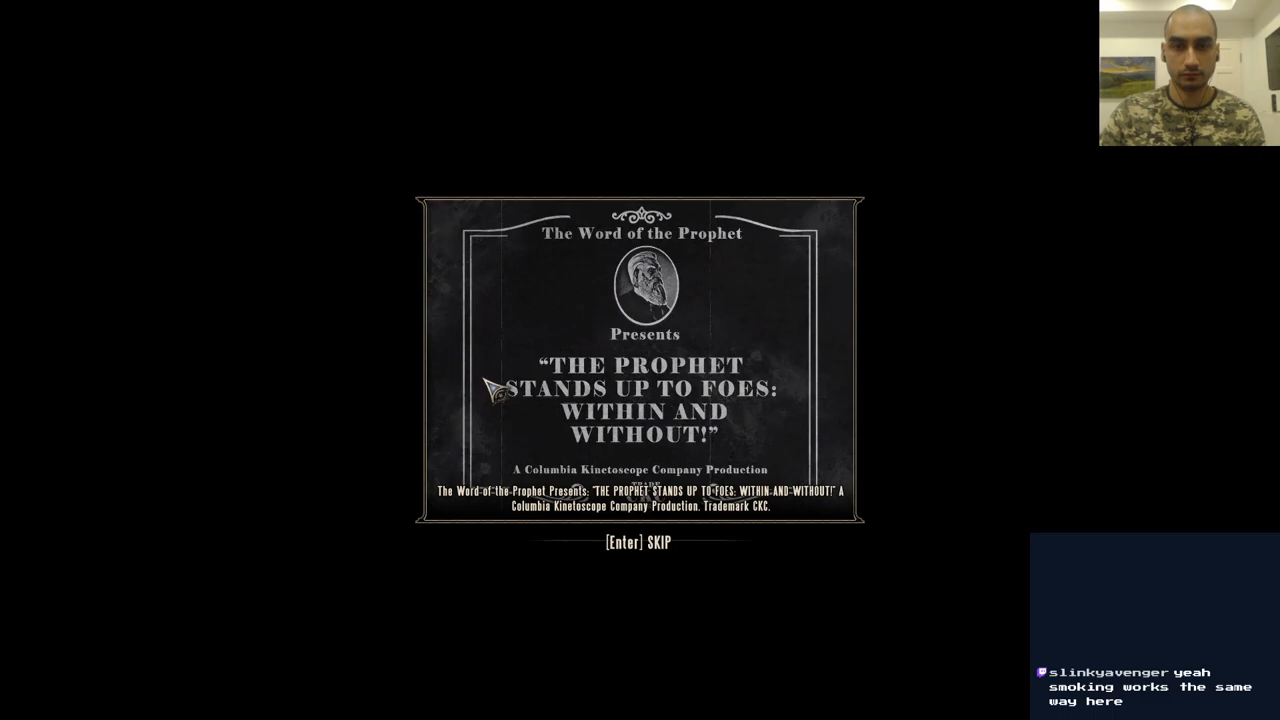 The Word of the Prophet
Presents
“THE PROPHET
STANDS UP TO FOES:
WITHIN AND
WITHOUT!”
A Columbia Kinetoscope Company Production
TRADE
CKC
The Word of the Prophet Presents: "THE PROPHET STANDS UP TO FOES: WITHIN AND WITHOUT!" A
Columbia Kinetoscope Company Production. Trademark CKC.
[Enter] SKIP
slinkyavenger yeah
smoking works the same
way here